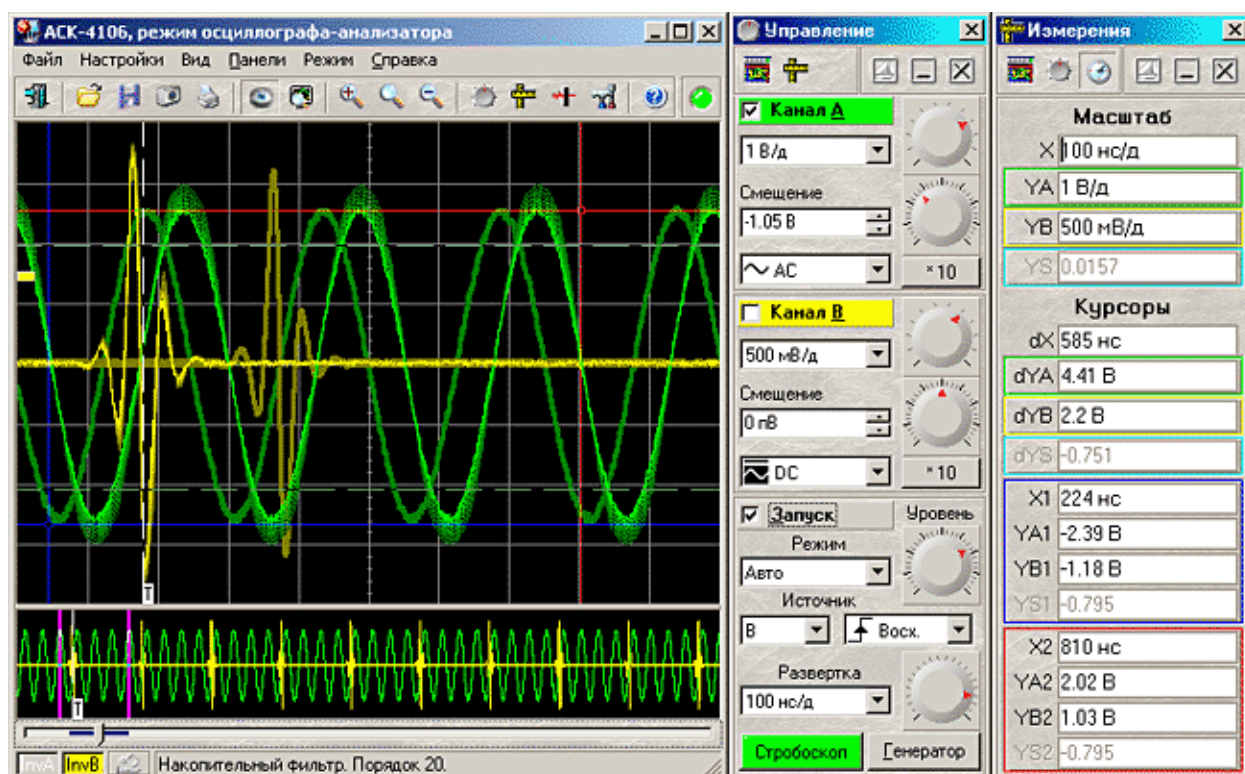 АСК-4106, режим осциллографа-анализатора
Файл Настройки Вид Панели Режим Справка
T
T
InvA InvB Накопительный фильтр. Порядок 20.
Управление
Канал A
1 В/д
Смещение
-1.05 В
AC
×10
Канал B
500 мВ/д
Смещение
0 пВ
DC
×10
Запуск Уровень
Режим
Авто
Источник
B Восх.
Развертка
100 нс/д
Стробоскоп Генератор
Измерения
Масштаб
X 100 нс/д
YA 1 В/д
YB 500 мВ/д
YS 0.0157
Курсоры
dX 585 нс
dYA 4.41 В
dYB 2.2 В
dYS -0.751
X1 224 нс
YA1 -2.39 В
YB1 -1.18 В
YS1 -0.795
X2 810 нс
YA2 2.02 В
YB2 1.03 В
YS2 -0.795